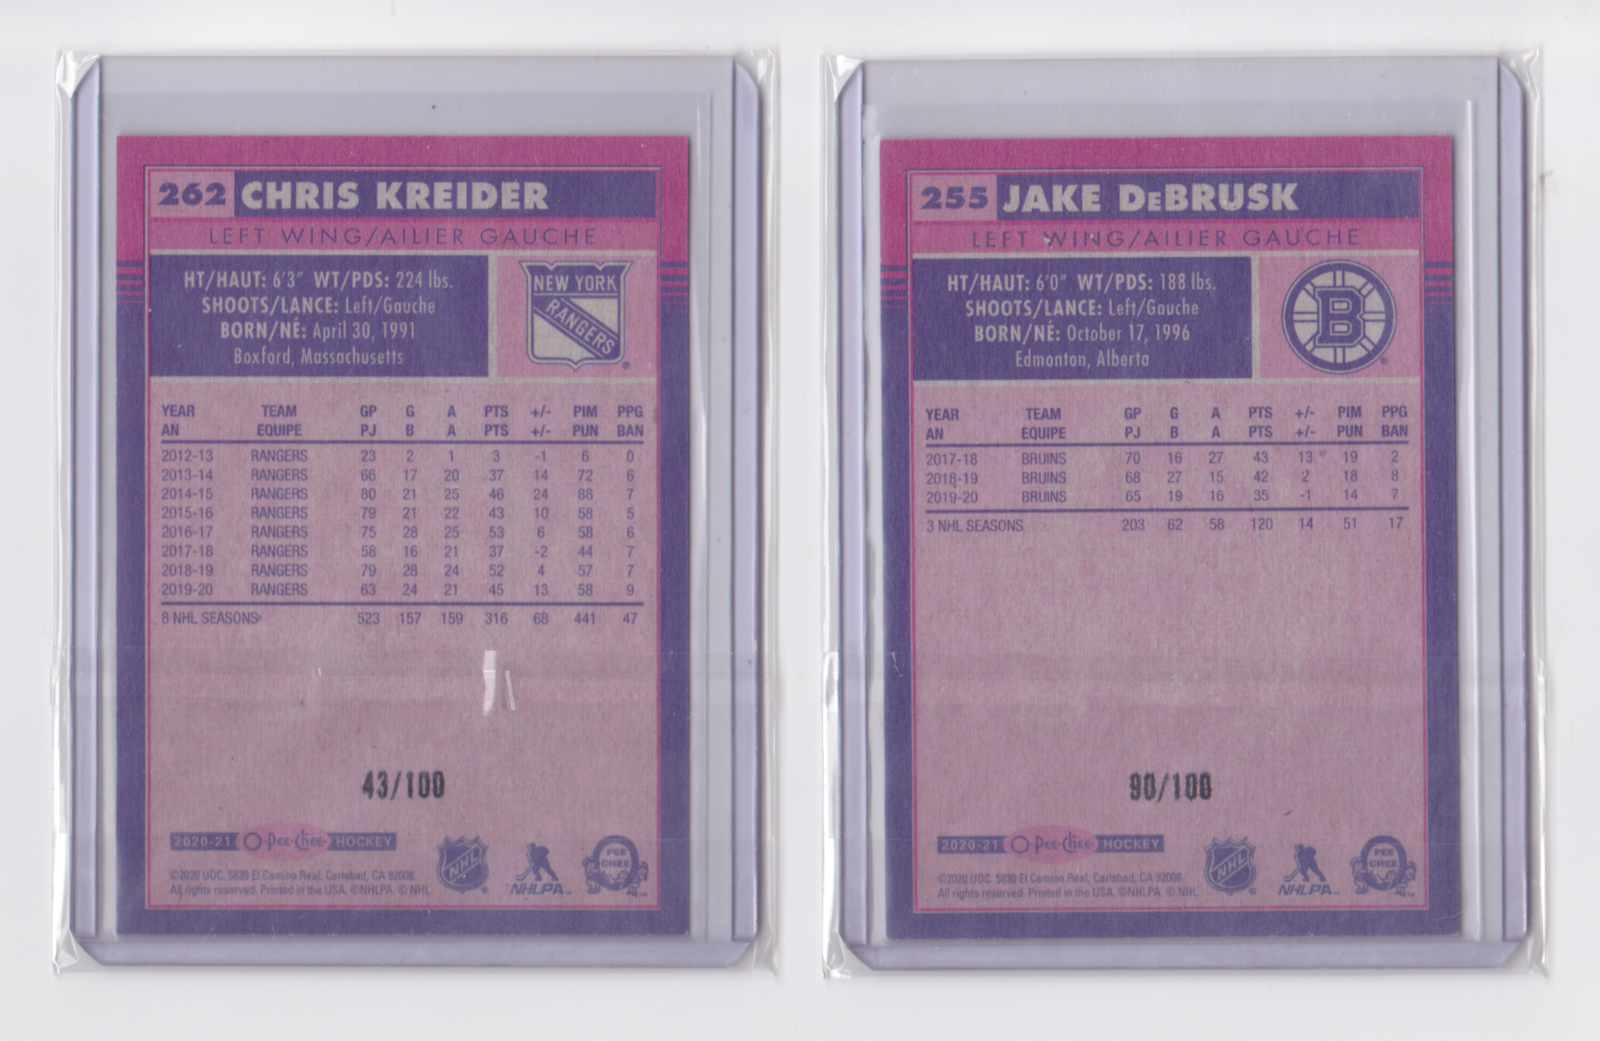 262 CHRIS KREIDER
LEFT WING/AILIER GAUCHE
HT/HAUT: 6'3" WT/PDS: 224 lbs.
SHOOTS/LANCE: Left/Gauche
BORN/NÉ: April 30, 1991
Boxford, Massachusetts
NEW YORK
RANGERS
YEAR TEAM GP G A PTS +/- PIM PPG
AN EQUIPE PJ B A PTS +/- PUN BAN
2012-13 RANGERS 23 2 1 3 -1 6 0
2013-14 RANGERS 66 17 20 37 14 72 6
2014-15 RANGERS 80 21 25 46 24 88 7
2015-16 RANGERS 79 21 22 43 10 58 5
2016-17 RANGERS 75 28 25 53 6 58 6
2017-18 RANGERS 58 16 21 37 -2 44 7
2018-19 RANGERS 79 28 24 52 4 57 7
2019-20 RANGERS 63 24 21 45 13 58 9
8 NHL SEASONS 523 157 159 316 68 441 47
43/100
2020-21 O-Pee-Chee HOCKEY
NHL
NHLPA
PEE
CHEE
©2020 UDC. 5830 El Camino Real, Carlsbad, CA 92008.
All rights reserved. Printed in the USA. ©NHLPA. © NHL
255 JAKE DEBRUSK
LEFT WING/AILIER GAUCHE
HT/HAUT: 6'0" WT/PDS: 188 lbs.
SHOOTS/LANCE: Left/Gauche
BORN/NÉ: October 17, 1996
Edmonton, Alberta
B
YEAR TEAM GP G A PTS +/- PIM PPG
AN EQUIPE PJ B A PTS +/- PUN BAN
2017-18 BRUINS 70 16 27 43 13 19 2
2018-19 BRUINS 68 27 15 42 2 18 8
2019-20 BRUINS 65 19 16 35 -1 14 7
3 NHL SEASONS 203 62 58 120 14 51 17
90/100
2020-21 O-Pee-Chee HOCKEY
NHL
NHLPA
PEE
CHEE
©2020 UDC. 5830 El Camino Real, Carlsbad, CA 92008.
All rights reserved. Printed in the USA. ©NHLPA. © NHL